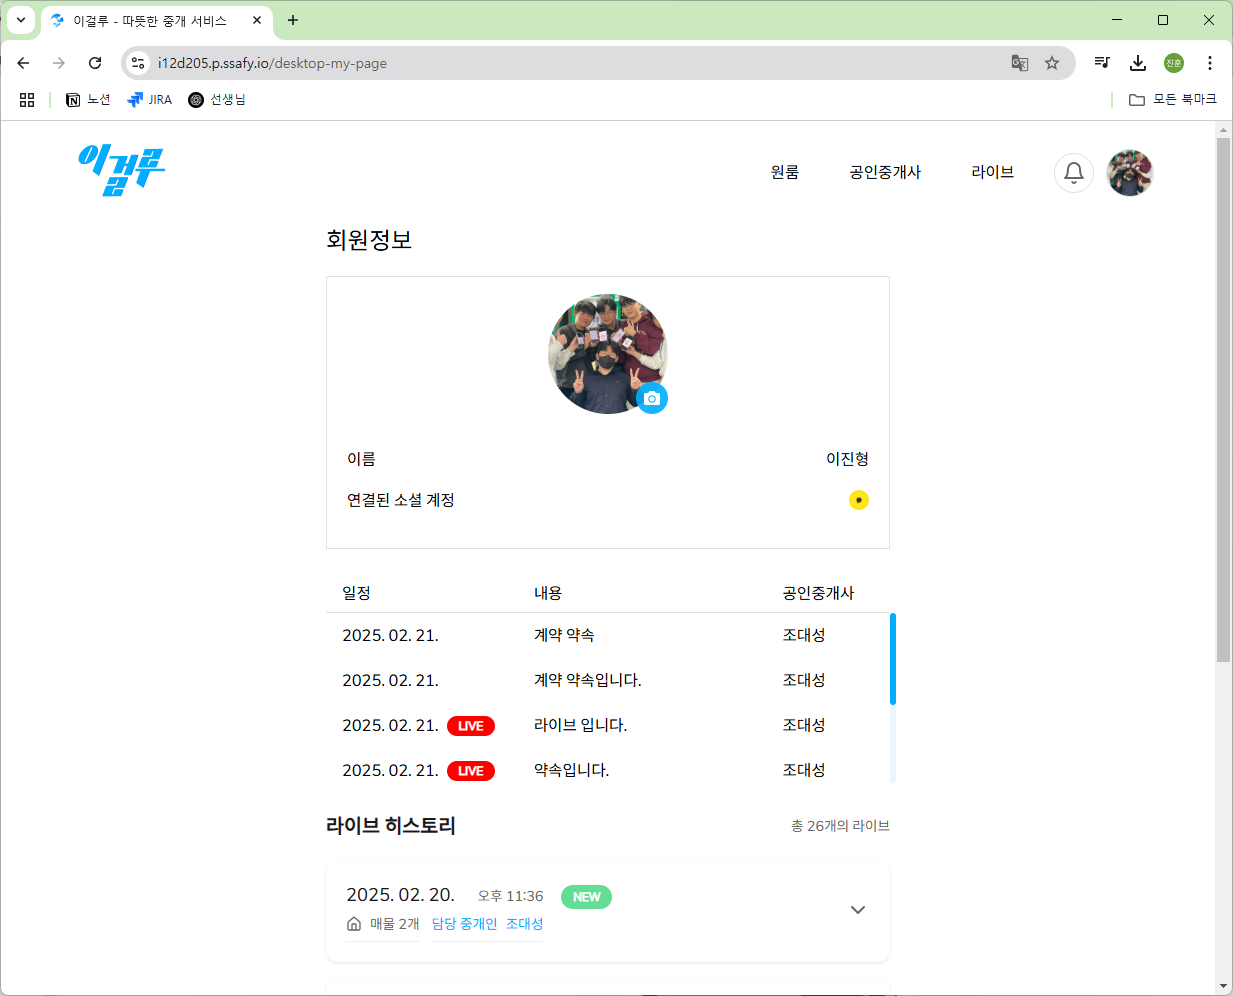 이걸루 - 따뜻한 중개 서비스
i12d205.p.ssafy.io/desktop-my-page
진훈
노션
JIRA
선생님
모든 북마크
이걸루
원룸
공인중개사
라이브
회원정보
이름
이진형
연결된 소셜 계정
일정 내용 공인중개사
2025. 02. 21. 계약 약속 조대성
2025. 02. 21. 계약 약속입니다. 조대성
2025. 02. 21. LIVE 라이브 입니다. 조대성
2025. 02. 21. LIVE 약속입니다. 조대성
라이브 히스토리
총 26개의 라이브
2025. 02. 20. 오후 11:36 NEW
매물 2개 담당 중개인 조대성